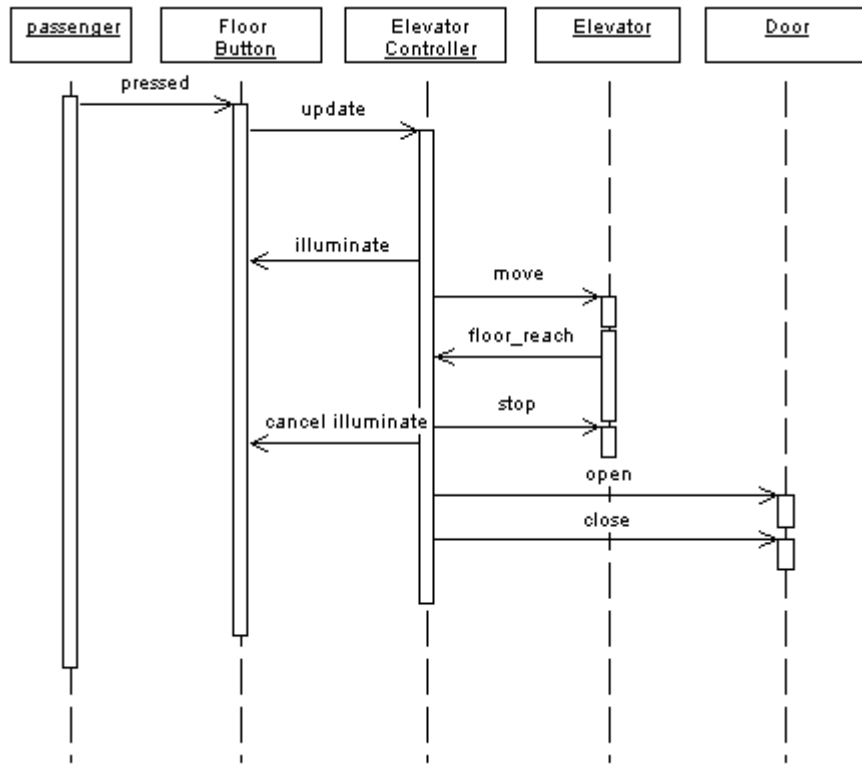 passenger
Floor
Button
Elevator
Controller
Elevator
Door
pressed
update
illuminate
move
floor_reach
stop
cancel illuminate
open
close